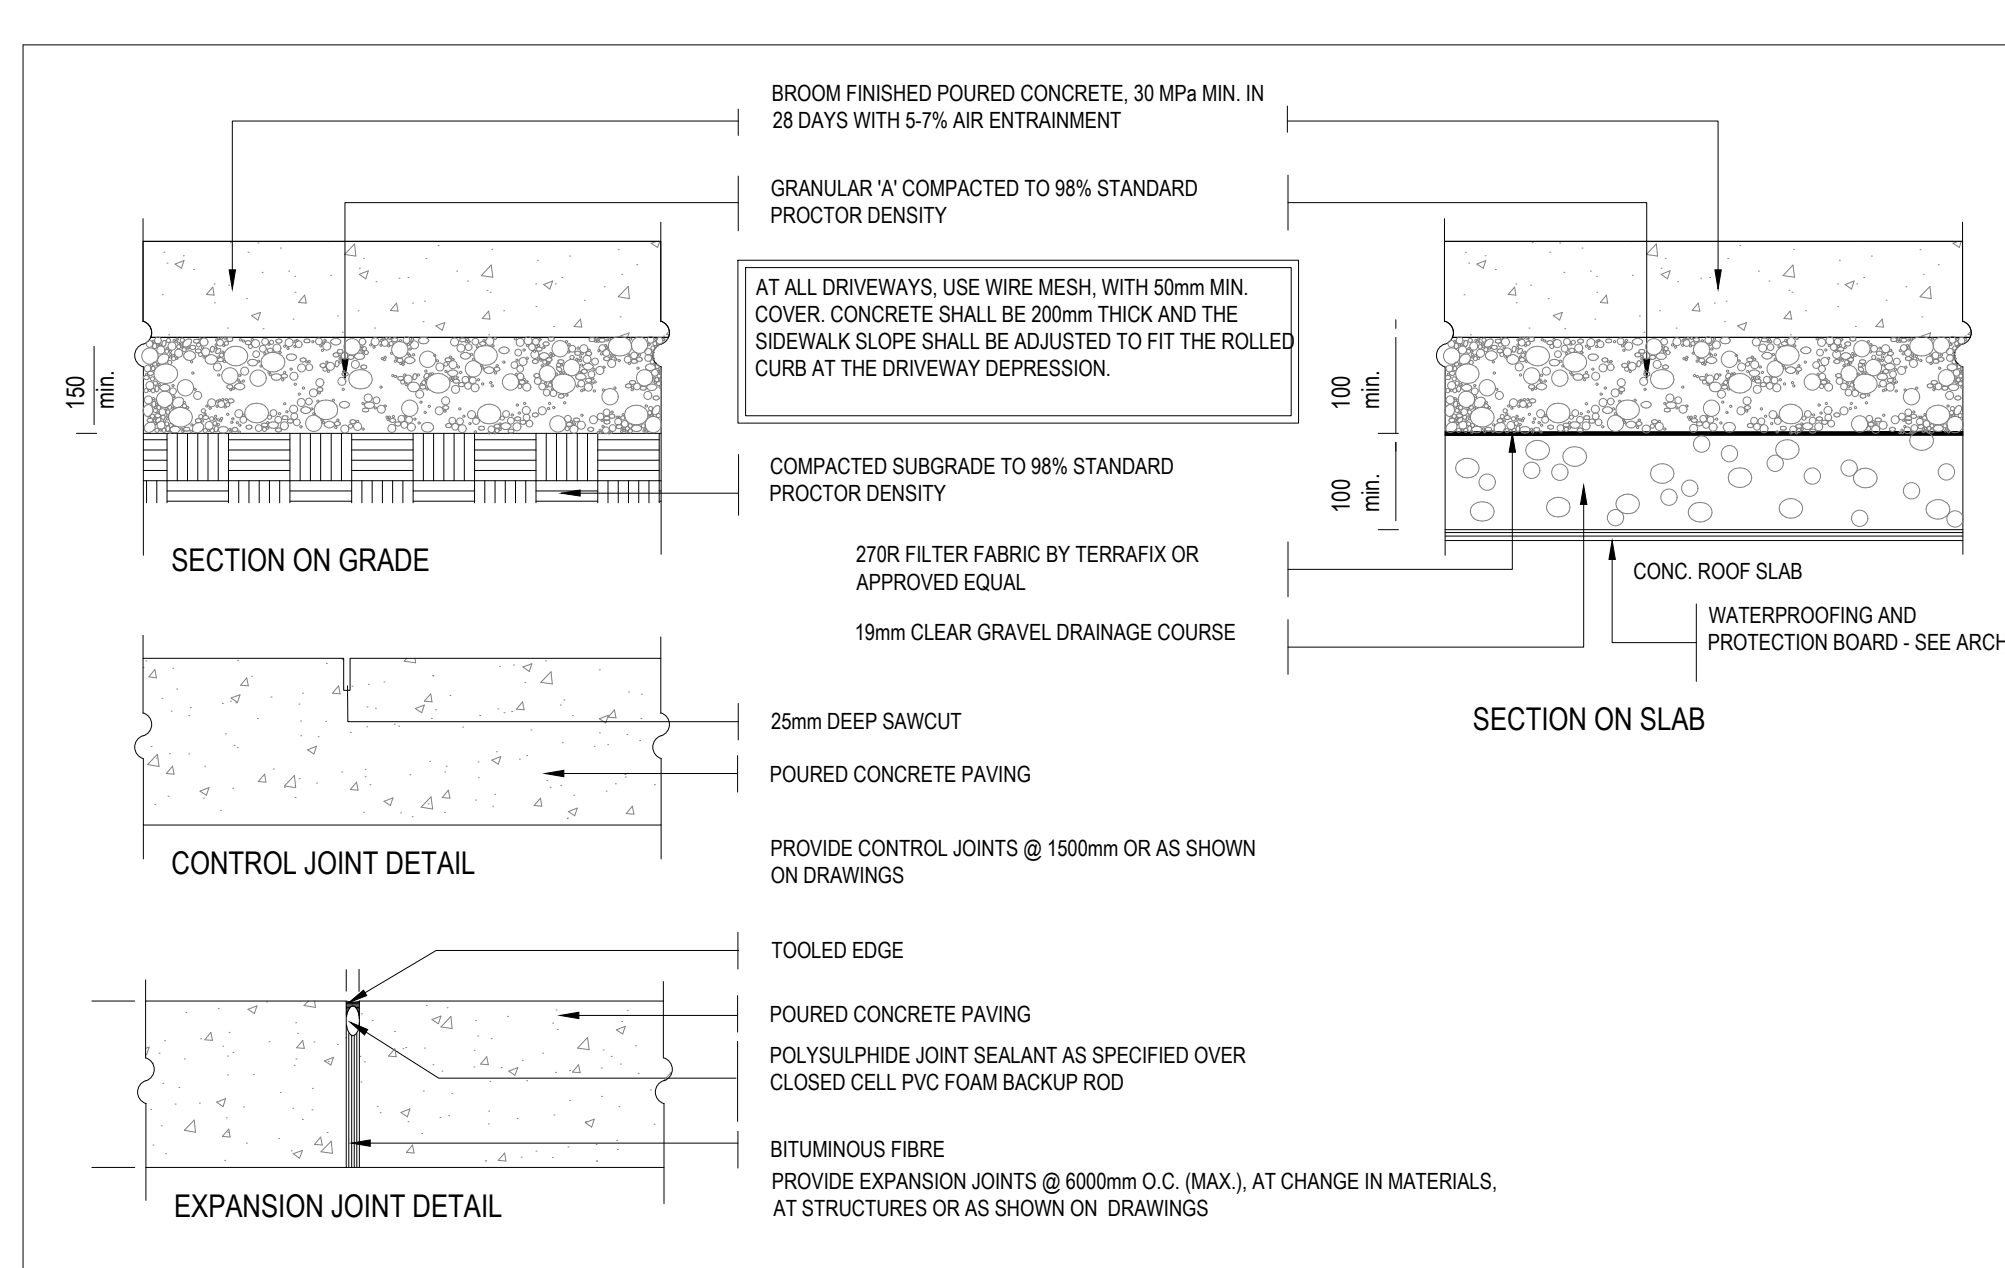 BROOM FINISHED POURED CONCRETE, 30 MPa MIN. IN
28 DAYS WITH 5-7% AIR ENTRAINMENT
GRANULAR 'A' COMPACTED TO 98% STANDARD
PROCTOR DENSITY
AT ALL DRIVEWAYS, USE WIRE MESH, WITH 50mm MIN.
COVER. CONCRETE SHALL BE 200mm THICK AND THE
SIDEWALK SLOPE SHALL BE ADJUSTED TO FIT THE ROLLED
CURB AT THE DRIVEWAY DEPRESSION.
150
min.
100
min.
100
min.
COMPACTED SUBGRADE TO 98% STANDARD
PROCTOR DENSITY
SECTION ON GRADE
270R FILTER FABRIC BY TERRAFIX OR
APPROVED EQUAL
CONC. ROOF SLAB
19mm CLEAR GRAVEL DRAINAGE COURSE
WATERPROOFING AND
PROTECTION BOARD - SEE ARCH
SECTION ON SLAB
25mm DEEP SAWCUT
POURED CONCRETE PAVING
CONTROL JOINT DETAIL
PROVIDE CONTROL JOINTS @ 1500mm OR AS SHOWN
ON DRAWINGS
TOOLED EDGE
POURED CONCRETE PAVING
POLYSULPHIDE JOINT SEALANT AS SPECIFIED OVER
CLOSED CELL PVC FOAM BACKUP ROD
BITUMINOUS FIBRE
PROVIDE EXPANSION JOINTS @ 6000mm O.C. (MAX.), AT CHANGE IN MATERIALS,
AT STRUCTURES OR AS SHOWN ON DRAWINGS
EXPANSION JOINT DETAIL